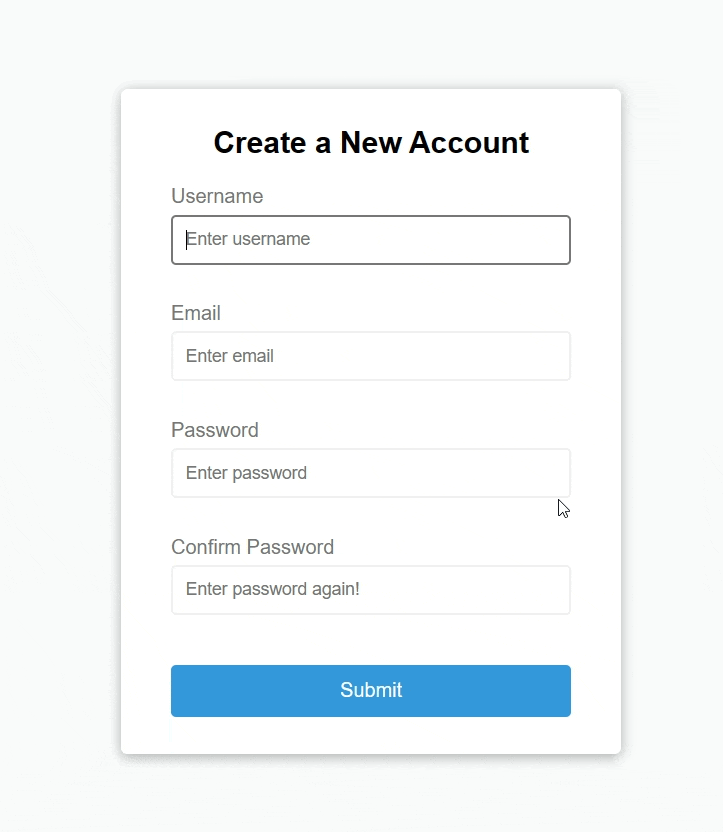 Create a New Account
Username
Enter username
Email
Enter email
Password
Enter password
Confirm Password
Enter password again!
Submit